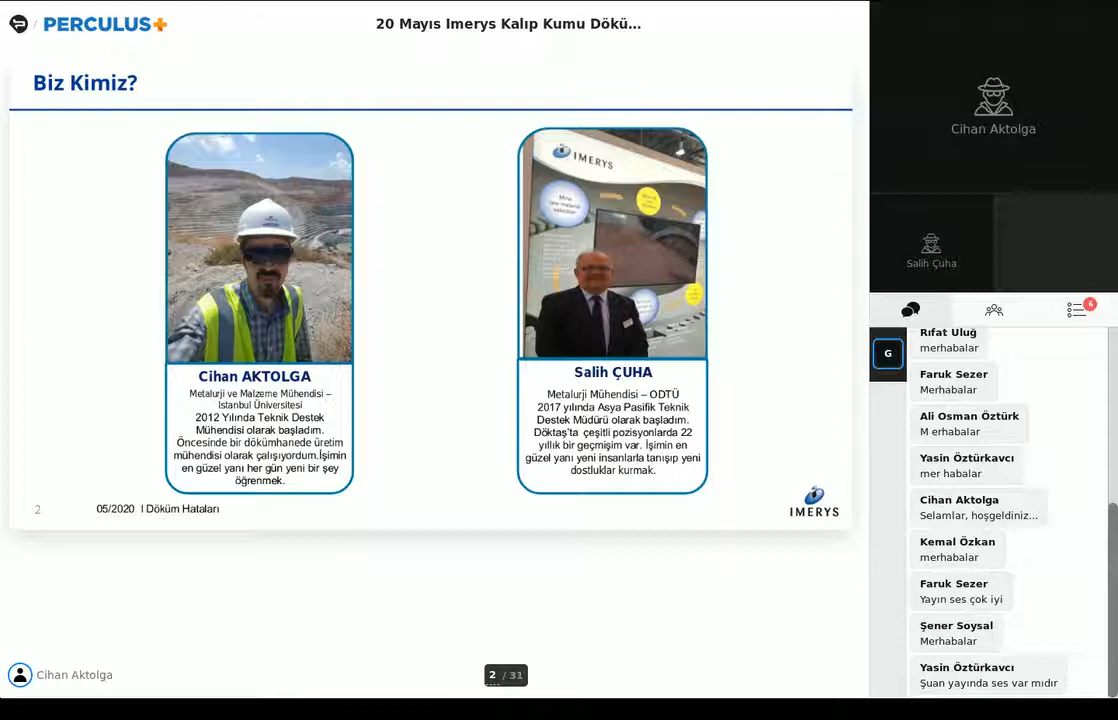 PERCULUS+
20 Mayıs Imerys Kalıp Kumu Dökü...
Biz Kimiz?
IMERYS
Cihan AKTOLGA
Metalurji ve Malzeme Mühendisi –
Istanbul Üniversitesi
2012 Yılında Teknik Destek
Mühendisi olarak başladım.
Öncesinde bir dökümhanede üretim
mühendisi olarak çalışıyordum.İşimin
en güzel yanı her gün yeni bir şey
öğrenmek.
Salih ÇUHA
Metalurji Mühendisi – ODTÜ
2017 yılında Asya Pasifik Teknik
Destek Müdürü olarak başladım.
Döktaş'ta çeşitli pozisyonlarda 22
yıllık bir geçmişim var. İşimin en
güzel yanı yeni insanlarla tanışıp yeni
dostluklar kurmak.
2
05/2020 I Döküm Hataları
IMERYS
Cihan Aktolga
2 / 31
Cihan Aktolga
Salih Çuha
6
G
Rıfat Uluğ
merhabalar
Faruk Sezer
Merhabalar
Ali Osman Öztürk
M erhabalar
Yasin Öztürkavcı
mer habalar
Cihan Aktolga
Selamlar, hoşgeldiniz...
Kemal Özkan
merhabalar
Faruk Sezer
Yayın ses çok iyi
Şener Soysal
Merhabalar
Yasin Öztürkavcı
Şuan yayında ses var mıdır